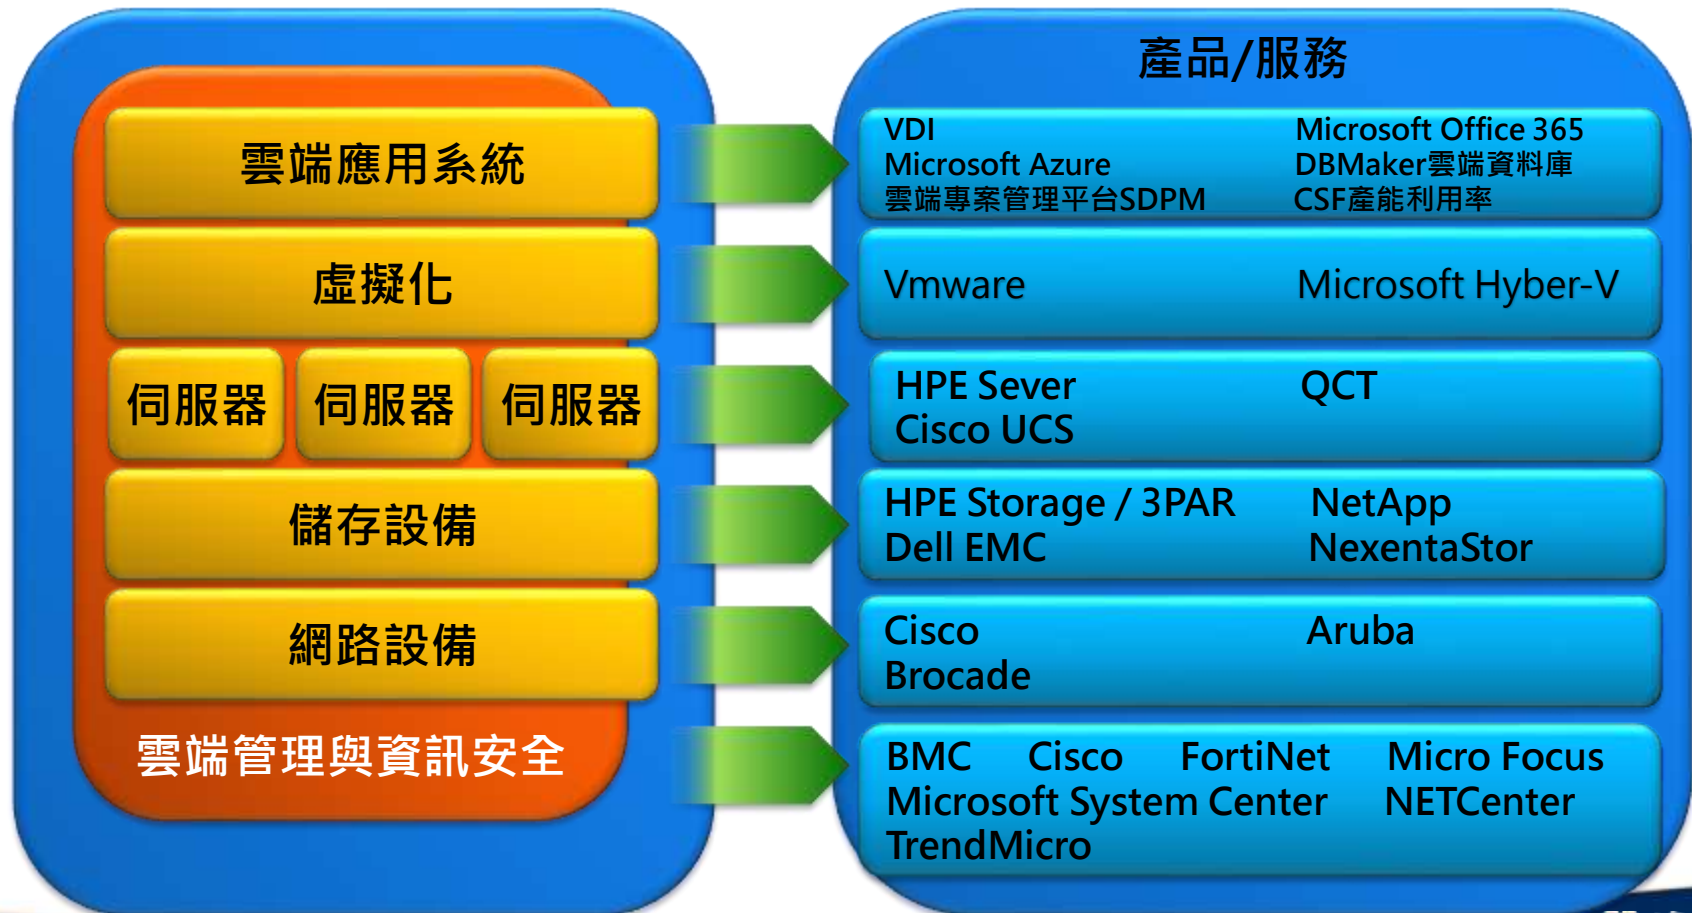 產品/服務
雲端應用系統
VDI
Microsoft Office 365
Microsoft Azure
DBMaker雲端資料庫
雲端專案管理平台SDPM
CSF產能利用率
虛擬化
Vmware
Microsoft Hyber-V
伺服器 伺服器 伺服器
HPE Sever
QCT
Cisco UCS
儲存設備
HPE Storage / 3PAR
NetApp
Dell EMC
NexentaStor
網路設備
Cisco
Aruba
Brocade
雲端管理與資訊安全
BMC Cisco FortiNet Micro Focus
Microsoft System Center NETCenter
TrendMicro